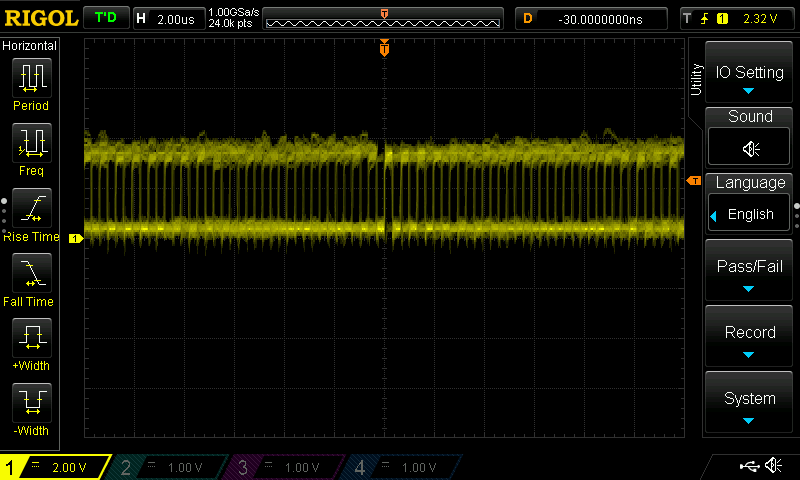 RIGOL T'D H 2.00us 1.00GSa/s 24.0k pts T D -30.0000000ns T 1 2.32 V
Horizontal
Period
Freq
Rise Time
Fall Time
+Width
-Width
T
T
1
Utility
IO Setting
Sound
Language
English
Pass/Fail
Record
System
1 2.00 V 2 1.00 V 3 1.00 V 4 1.00 V